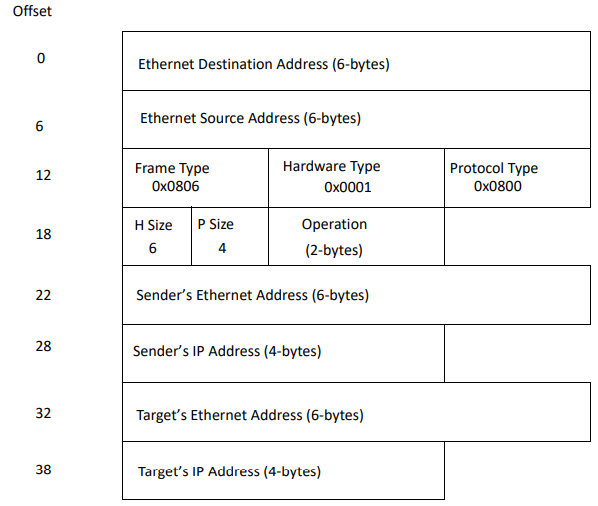 Offset
0
Ethernet Destination Address (6-bytes)
6
Ethernet Source Address (6-bytes)
12
Frame Type
0x0806
Hardware Type
0x0001
Protocol Type
0x0800
18
H Size
6
P Size
4
Operation
(2-bytes)
22
Sender’s Ethernet Address (6-bytes)
28
Sender’s IP Address (4-bytes)
32
Target’s Ethernet Address (6-bytes)
38
Target’s IP Address (4-bytes)